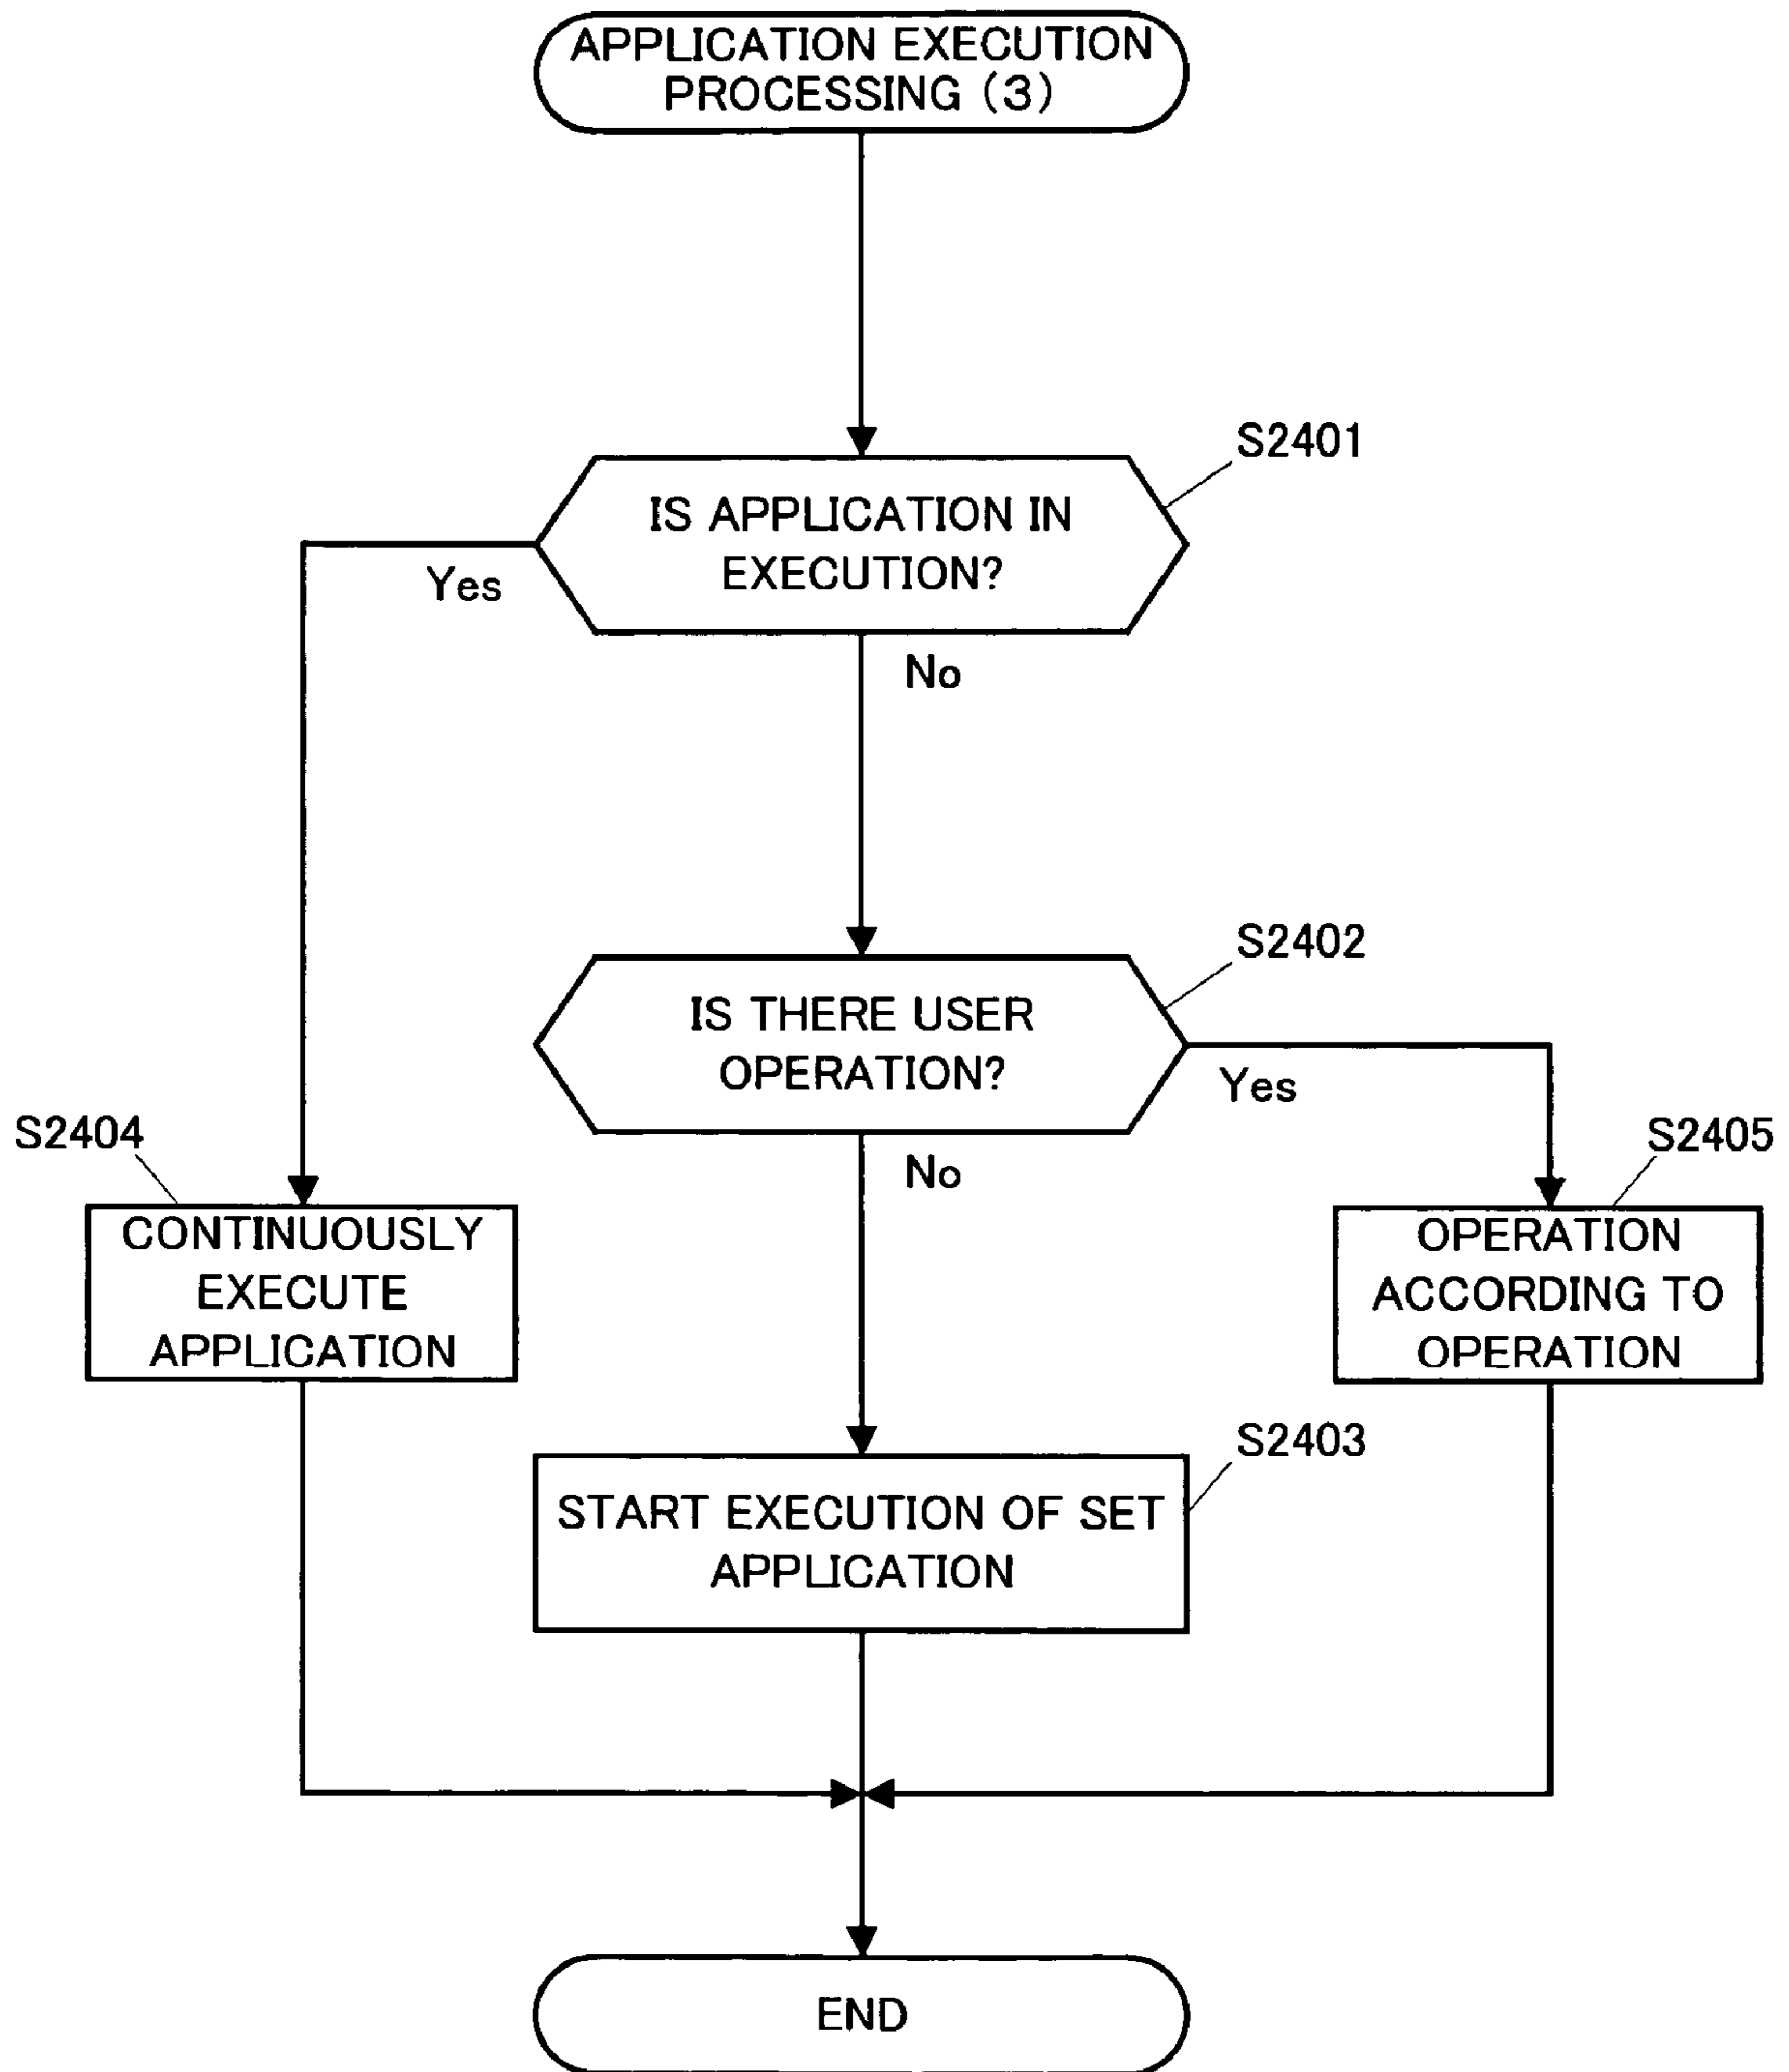 APPLICATION EXECUTION
PROCESSING (3)
S2401
IS APPLICATION IN
EXECUTION?
Yes
No
S2402
IS THERE USER
OPERATION?
Yes
No
S2404
CONTINUOUSLY
EXECUTE
APPLICATION
S2405
OPERATION
ACCORDING TO
OPERATION
S2403
START EXECUTION OF SET
APPLICATION
END